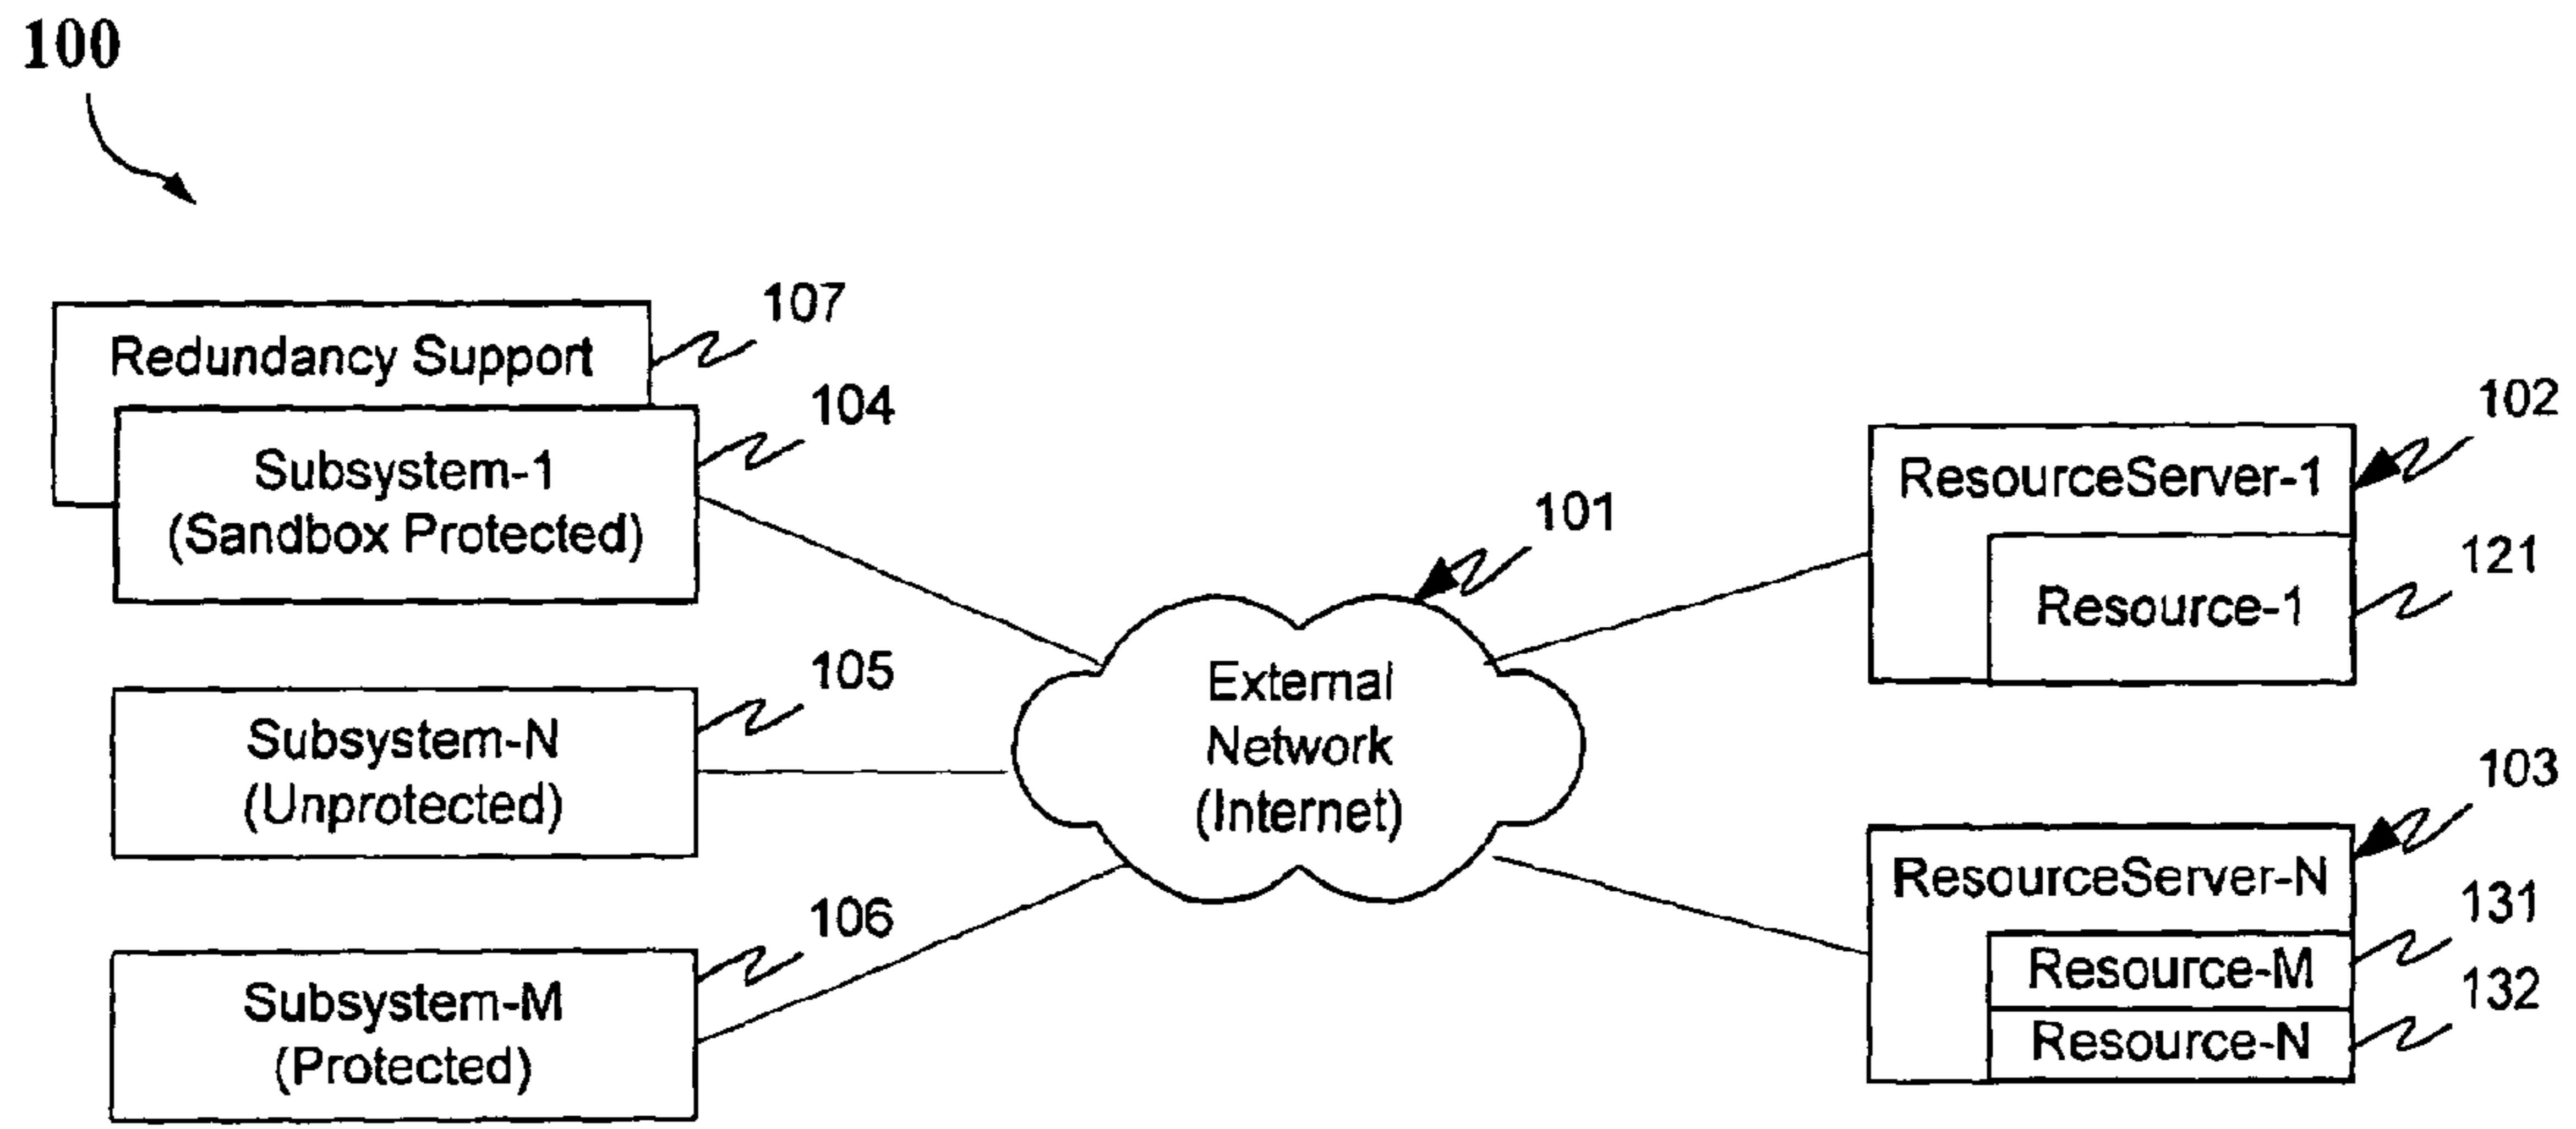 100
107
Redundancy Support
104
Subsystem-1
(Sandbox Protected)
105
Subsystem-N
(Unprotected)
106
Subsystem-M
(Protected)
101
External
Network
(Internet)
102
ResourceServer-1
121
Resource-1
103
ResourceServer-N
131
Resource-M
132
Resource-N